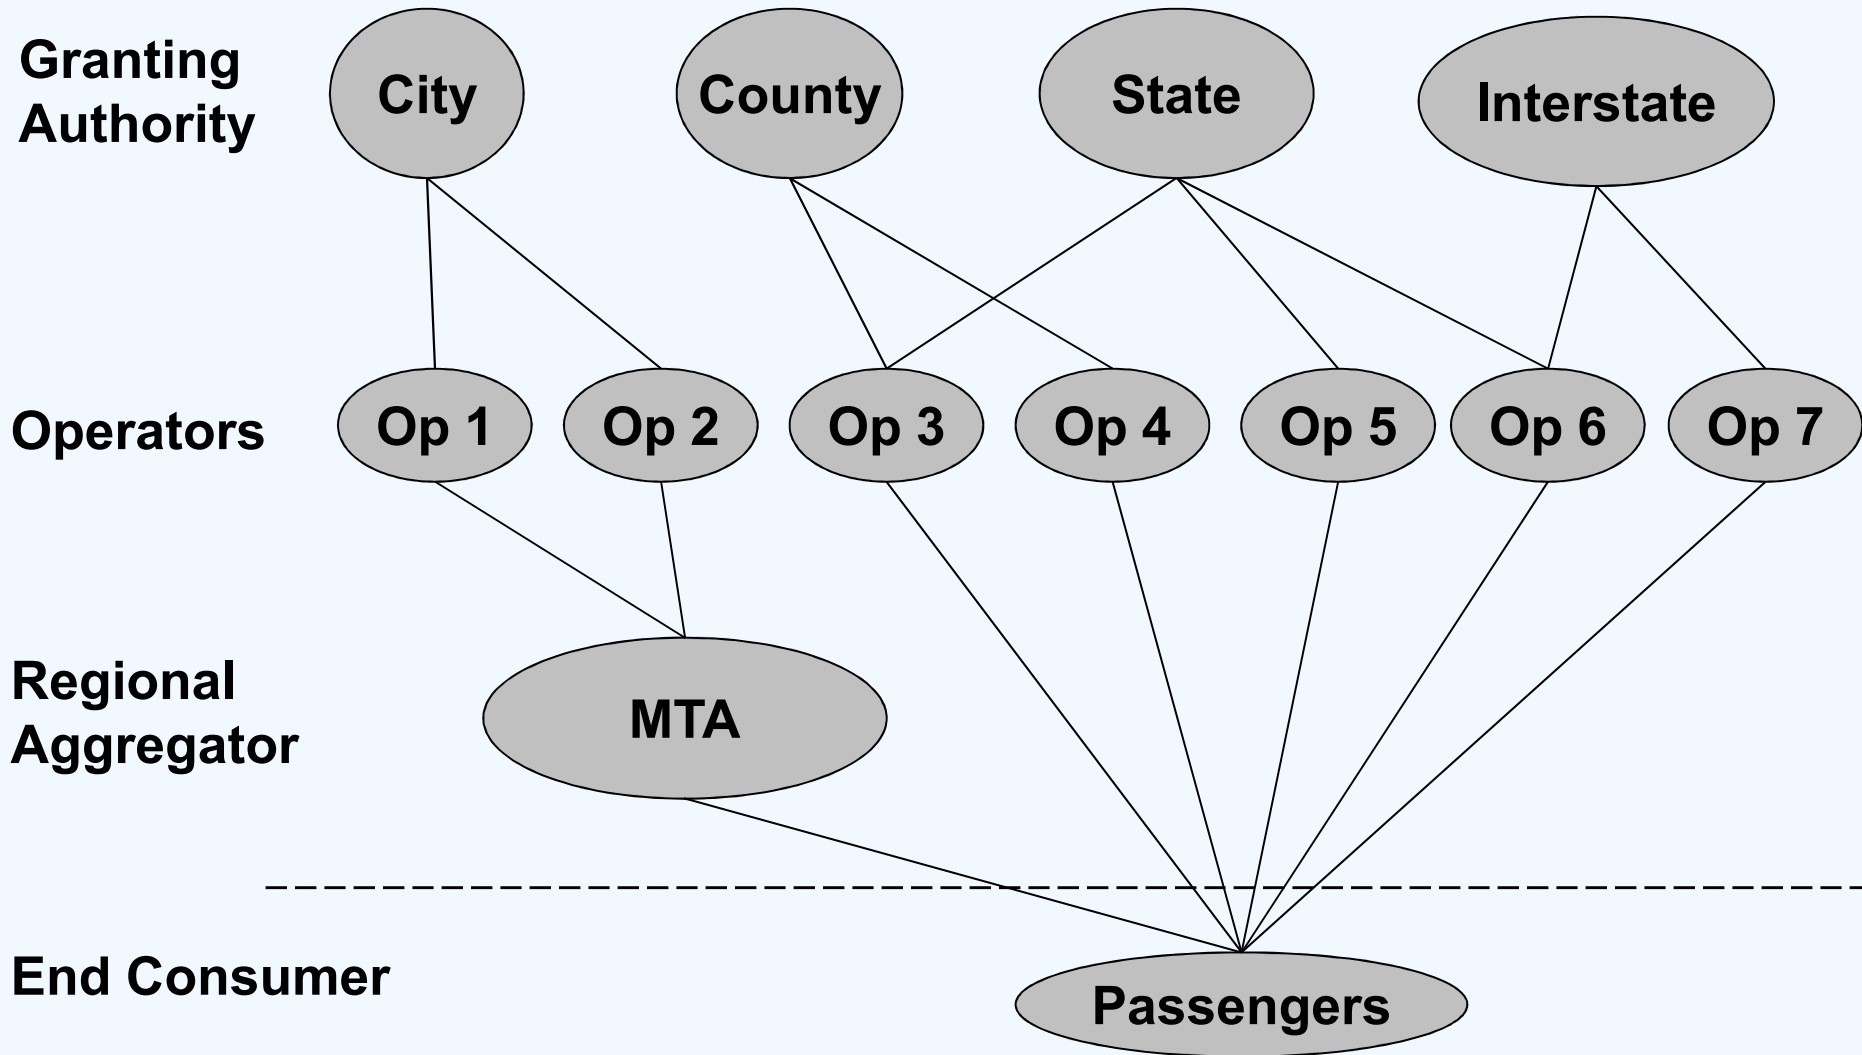 Granting
Authority
City
County
State
Interstate
Operators
Op 1
Op 2
Op 3
Op 4
Op 5
Op 6
Op 7
Regional
Aggregator
MTA
End Consumer
Passengers